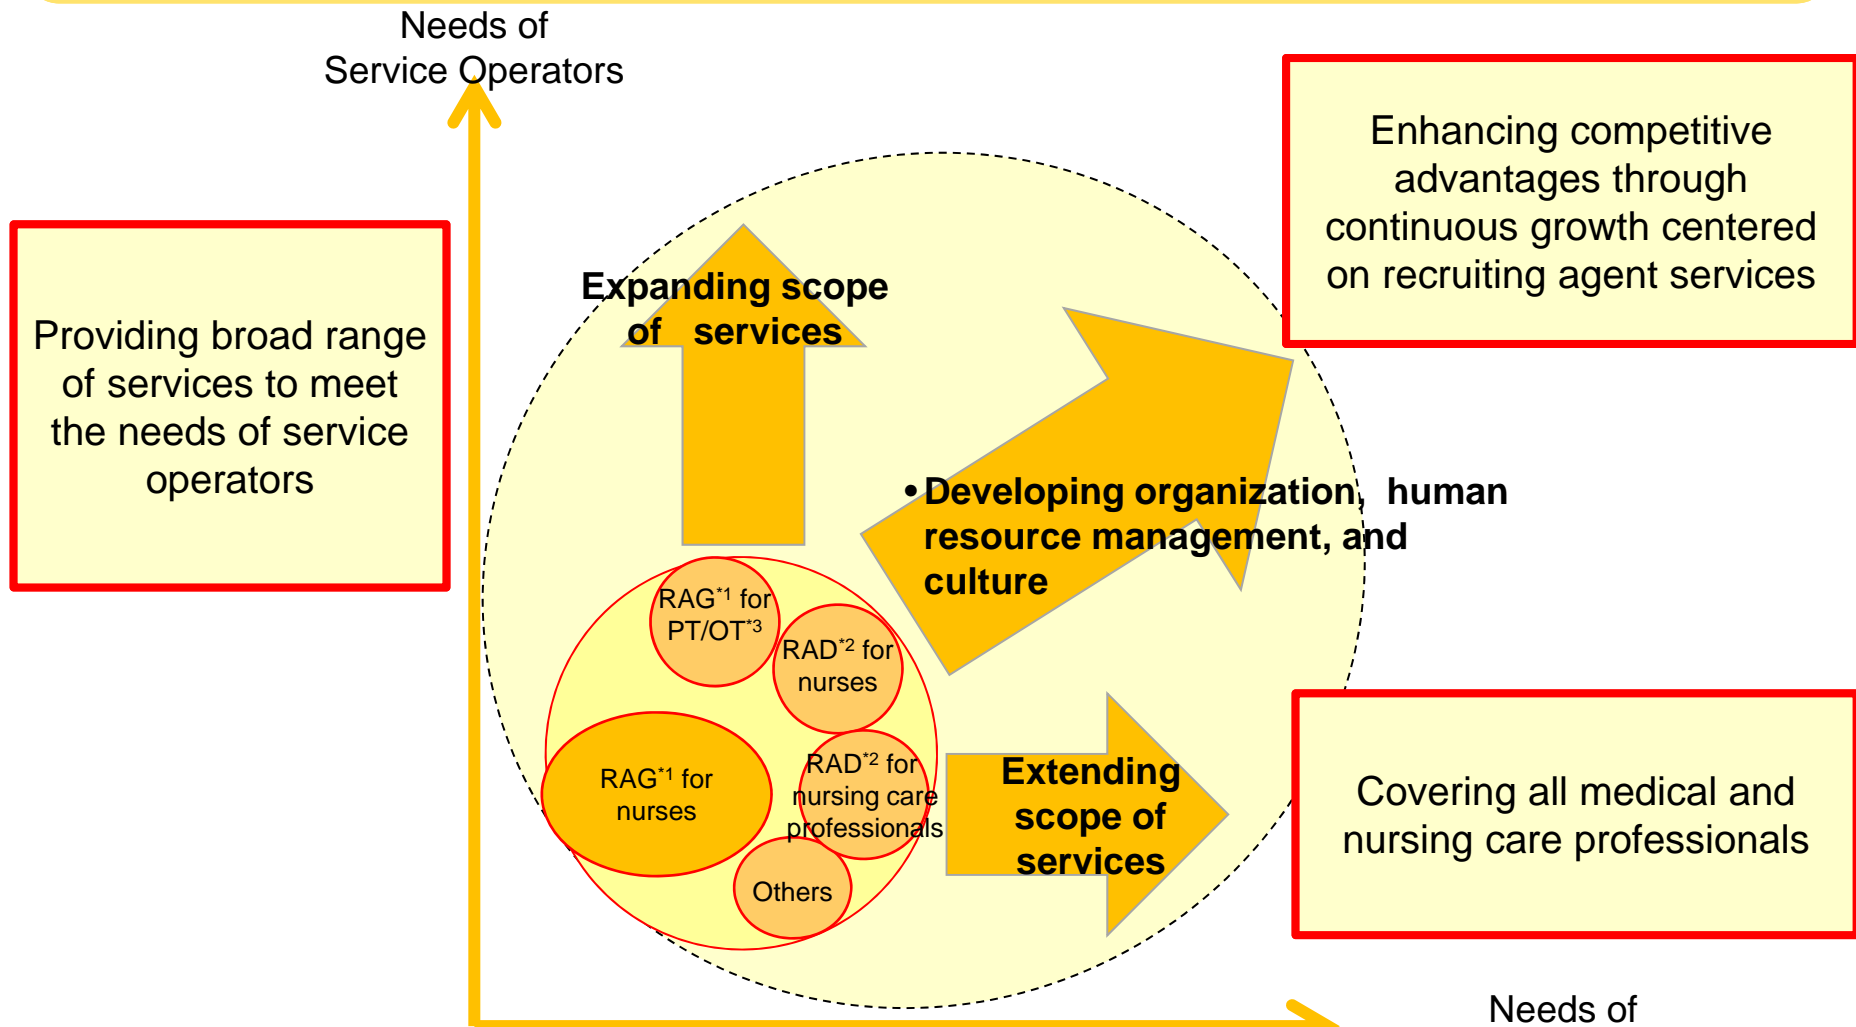 Needs of
Service Operators
Enhancing competitive
advantages through
continuous growth centered
on recruiting agent services
Providing broad range
of services to meet
the needs of service
operators
Expanding scope
of services
•Developing organization, human
resource management, and
culture
RAG*1 for
PT/OT*3
RAD*2 for
nurses
RAG*1 for
nurses
RAD*2 for
nursing care
professionals
Others
Extending
scope of
services
Covering all medical and
nursing care professionals
Needs of